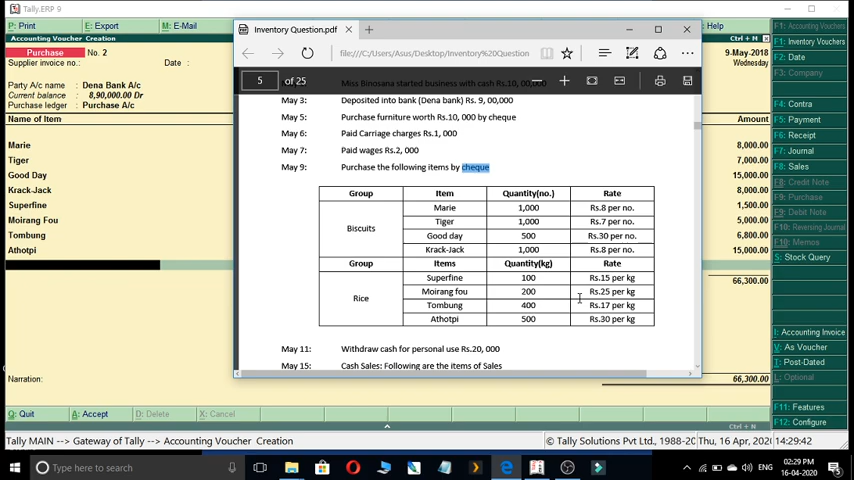 Tally.ERP 9
P: Print
E: Export
M: E-Mail
Help
Accounting Voucher Creation
Ctrl + M
Purchase No. 2
9-May-2018
Wednesday
Supplier invoice no.: Date :
Party A/c name : Dena Bank A/c
Current balance : 8,90,000.00 Dr
Purchase ledger : Purchase A/c
Name of Item
Amount
Marie 8,000.00
Tiger 7,000.00
Good Day 15,000.00
Krack-Jack 8,000.00
Superfine 1,500.00
Moirang Fou 5,000.00
Tombung 6,800.00
Athotpi 15,000.00
66,300.00
Narration:
66,300.00
Q: Quit
A: Accept
D: Delete
X: Cancel
Ctrl + N
Tally MAIN --> Gateway of Tally --> Accounting Voucher Creation
© Tally Solutions Pvt Ltd., 1988-20
Thu, 16 Apr, 2020
14:29:42
Inventory Question.pdf
file:///C:/Users/Asus/Desktop/Inventory%20Question
5 of 25
Miss Binosana started business with cash Rs.10, 00,000
May 3: Deposited into bank (Dena bank) Rs. 9, 00,000
May 5: Purchase furniture worth Rs.10, 000 by cheque
May 6: Paid Carriage charges Rs.1, 000
May 7: Paid wages Rs.2, 000
May 9: Purchase the following items by cheque
Group Item Quantity(no.) Rate
Biscuits
Marie 1,000 Rs.8 per no.
Tiger 1,000 Rs.7 per no.
Good day 500 Rs.30 per no.
Krack-Jack 1,000 Rs.8 per no.
Group Items Quantity(kg) Rate
Rice
Superfine 100 Rs.15 per kg
Moirang fou 200 Rs.25 per kg
Tombung 400 Rs.17 per kg
Athotpi 500 Rs.30 per kg
May 11: Withdraw cash for personal use Rs.20, 000
May 15: Cash Sales: Following are the items of Sales
F1: Accounting Vouchers
F1: Inventory Vouchers
F2: Date
F3: Company
F4: Contra
F5: Payment
F6: Receipt
F7: Journal
F8: Sales
F8: Credit Note
F9: Purchase
F9: Debit Note
F10: Reversing Journal
F10: Memos
S: Stock Query
I: Accounting Invoice
V: As Voucher
T: Post-Dated
L: Optional
F11: Features
F12: Configure
Type here to search
ENG
02:29 PM
16-04-2020